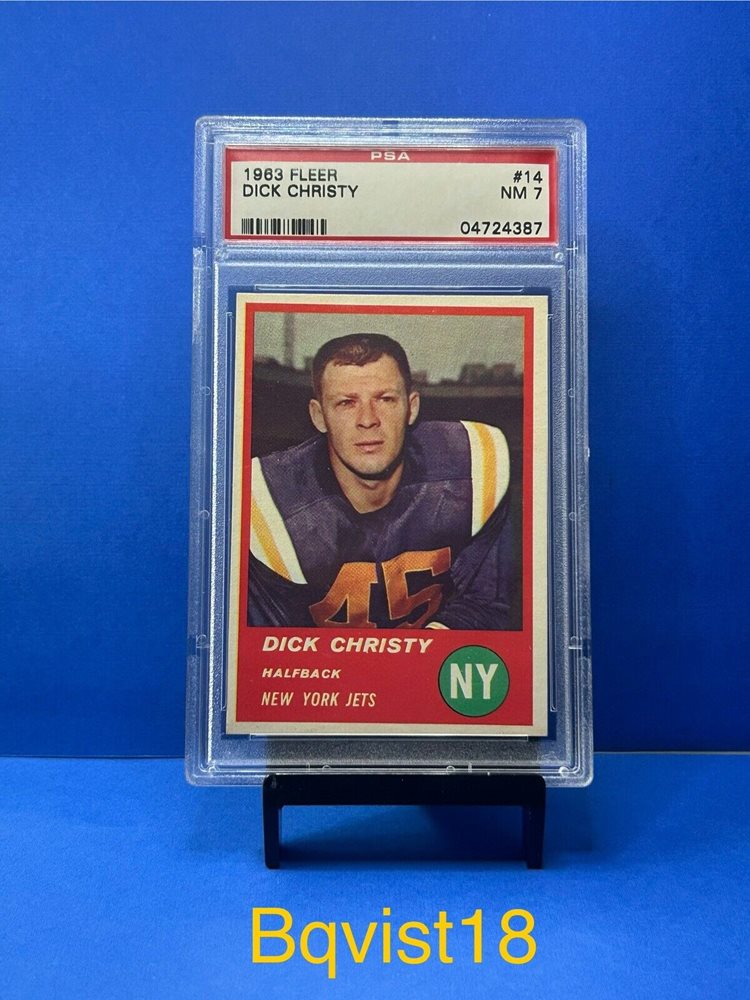 PSA
1963 FLEER #14
DICK CHRISTY NM 7
04724387
45
DICK CHRISTY
HALFBACK
NEW YORK JETS
NY
Bqvist18